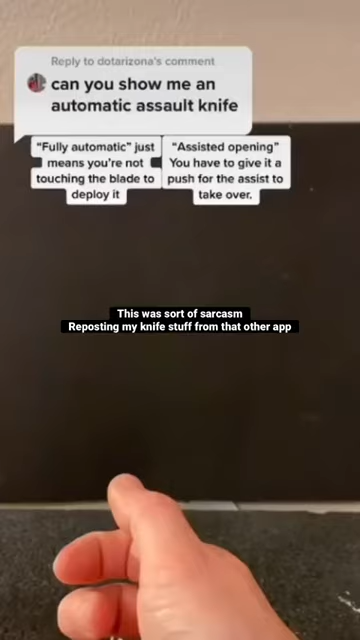 Reply to dotarizona's comment
can you show me an
automatic assault knife
"Fully automatic" just
means you're not
touching the blade to
deploy it
"Assisted opening"
You have to give it a
push for the assist to
take over.
This was sort of sarcasm
Reposting my knife stuff from that other app